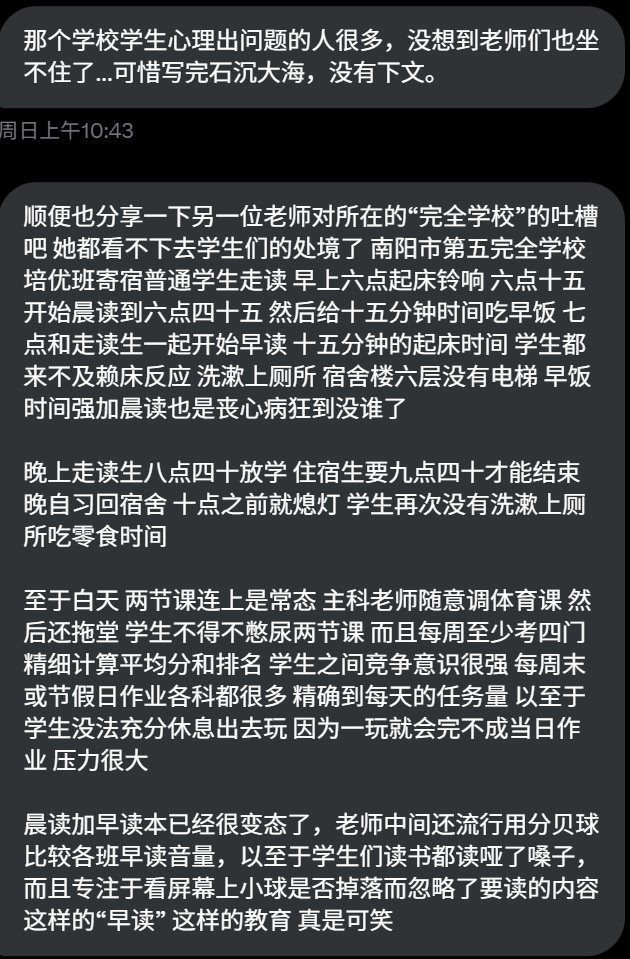 那个学校学生心理出问题的人很多，没想到老师们也坐
不住了...可惜写完石沉大海，没有下文。
周日上午10:43
顺便也分享一下另一位老师对所在的“完全学校”的吐槽
吧 她都看不下去学生们的处境了 南阳市第五完全学校
培优班寄宿普通学生走读 早上六点起床铃响 六点十五
开始晨读到六点四十五 然后给十五分钟时间吃早饭 七
点和走读生一起开始早读 十五分钟的起床时间 学生都
来不及赖床反应 洗漱上厕所 宿舍楼六层没有电梯 早饭
时间强加晨读也是丧心病狂到没谁了
晚上走读生八点四十放学 住宿生要九点四十才能结束
晚自习回宿舍 十点之前就熄灯 学生再次没有洗漱上厕
所吃零食时间
至于白天 两节课连上是常态 主科老师随意调体育课 然
后还拖堂 学生不得不憋尿两节课 而且每周至少考四门
精细计算平均分和排名 学生之间竞争意识很强 每周末
或节假日作业各科都很多 精确到每天的任务量 以至于
学生没法充分休息出去玩 因为一玩就会完不成当日作
业 压力很大
晨读加早读本已经很变态了，老师中间还流行用分贝球
比较各班早读音量，以至于学生们读书都读哑了嗓子，
而且专注于看屏幕上小球是否掉落而忽略了要读的内容
这样的“早读” 这样的教育 真是可笑